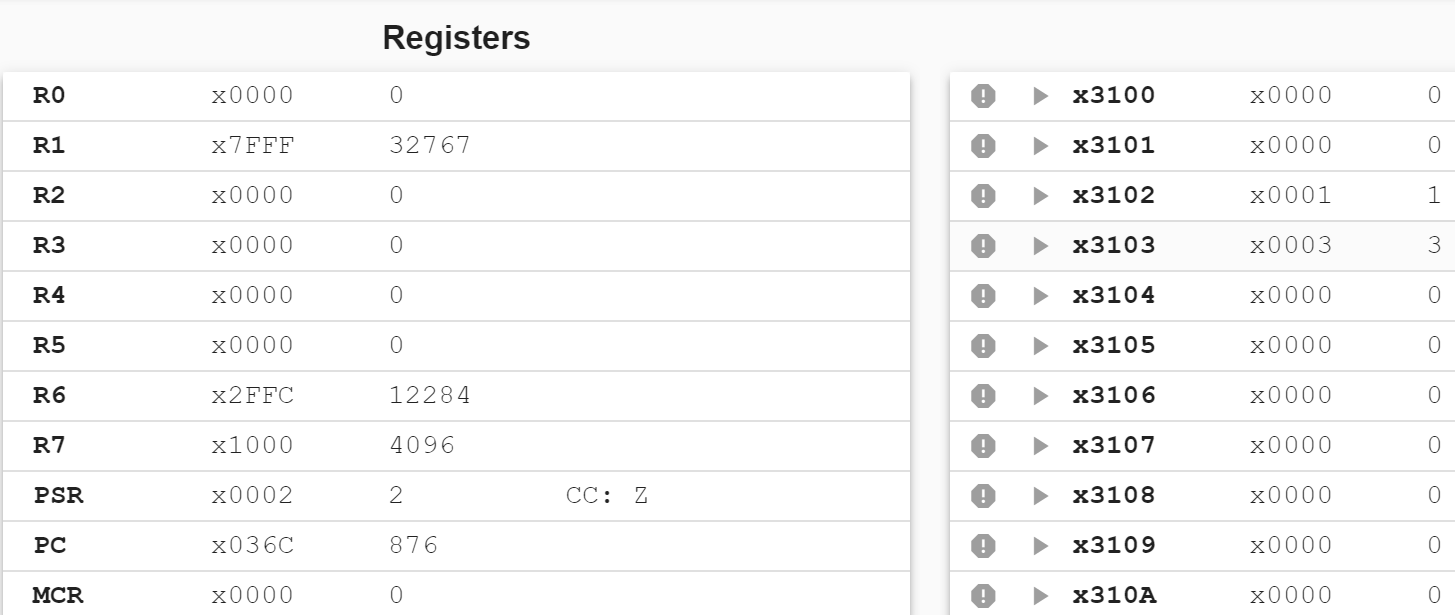 Registers
R0 x0000 0 x3100 x0000 0
R1 x7FFF 32767 x3101 x0000 0
R2 x0000 0 x3102 x0001 1
R3 x0000 0 x3103 x0003 3
R4 x0000 0 x3104 x0000 0
R5 x0000 0 x3105 x0000 0
R6 x2FFC 12284 x3106 x0000 0
R7 x1000 4096 x3107 x0000 0
PSR x0002 2 CC: Z x3108 x0000 0
PC x036C 876 x3109 x0000 0
MCR x0000 0 x310A x0000 0